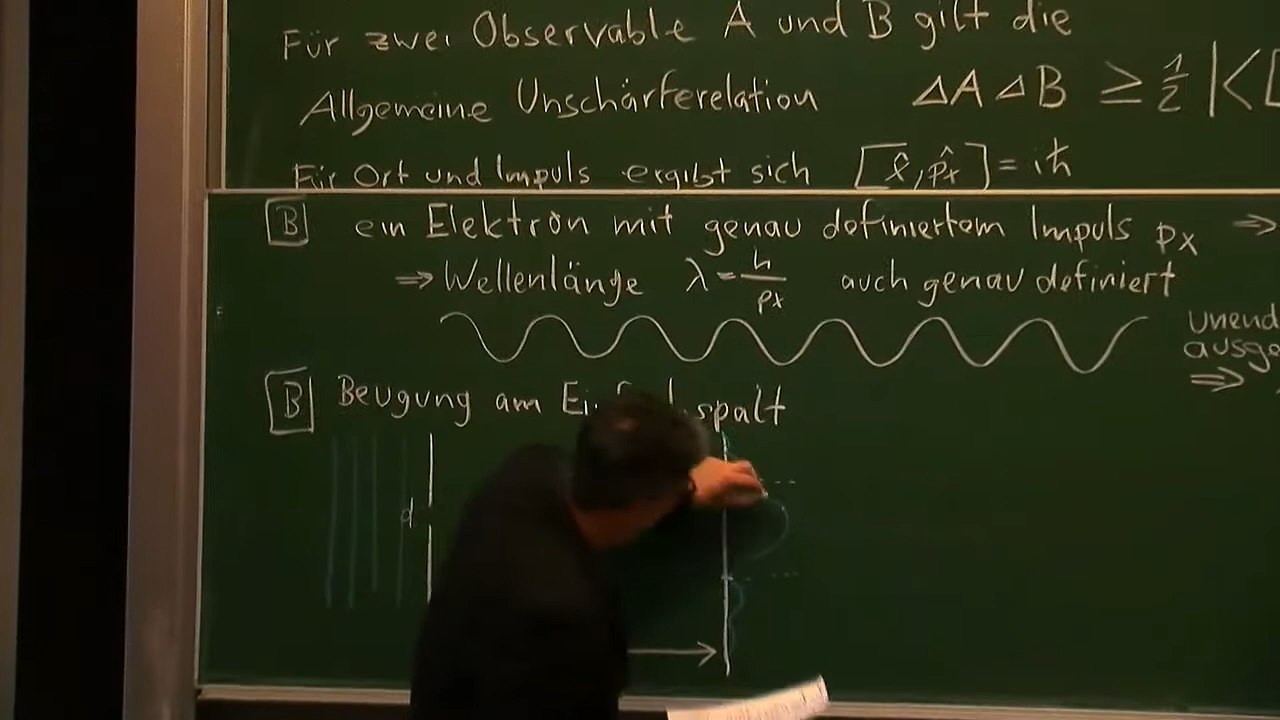 Für zwei Observable A und B gilt die
Allgemeine Unschärferelation ΔA ΔB ≥ ½ |<[
Für Ort und Impuls ergibt sich [x̂, p̂x] = iħ
B ein Elektron mit genau definiertem Impuls px ⇒
⇒ Wellenlänge λ = h/px auch genau definiert
unend
ausge
⇒
B Beugung am spalt
d